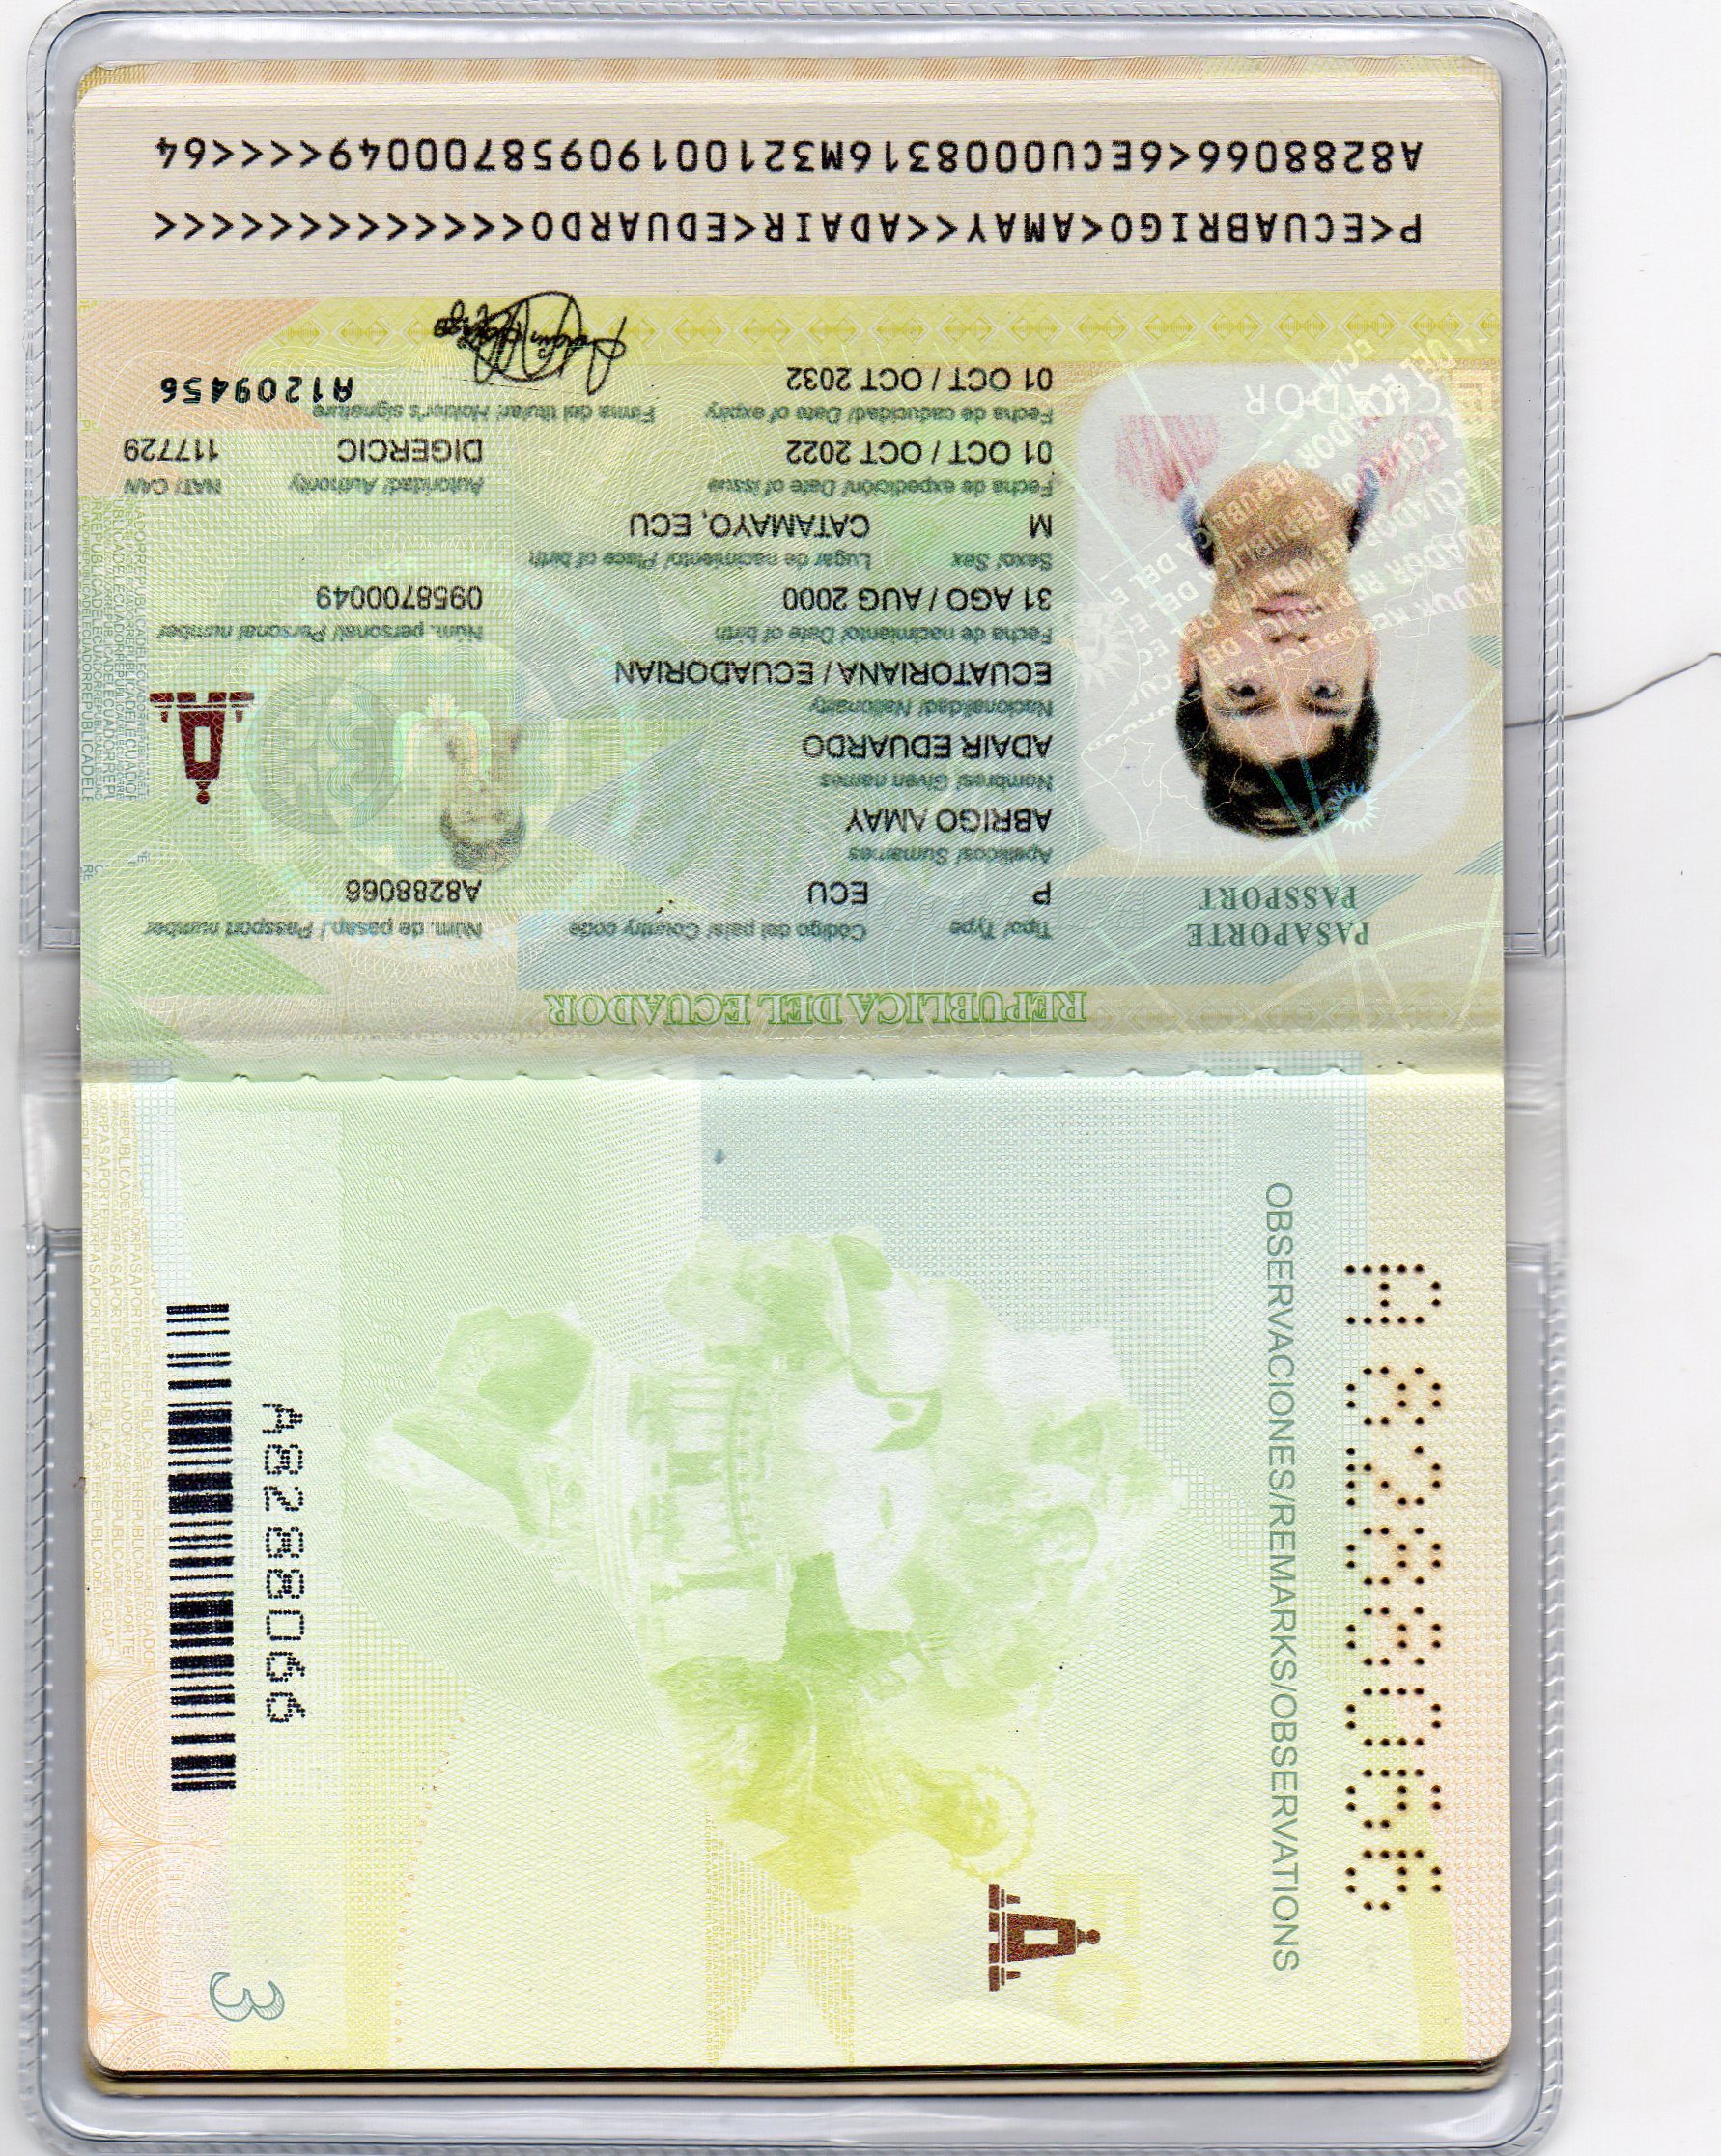 A8288066
OBSERVACIONES/REMARKS/OBSERVATIONS
EC
3
A8288066
REPUBLICA DEL ECUADOR
PASAPORTE
PASSPORT
Tipo/ Type
Código del país/ Country code
Núm. de pasap./ Passport number
P
ECU
A8288066
Apellidos/ Surnames
ABRIGO AMAY
Nombres/ Given names
ADAIR EDUARDO
Nacionalidad/ Nationality
ECUATORIANA / ECUADORIAN
Fecha de nacimiento/ Date of birth
Núm. personal/ Personal number
31 AGO / AUG 2000
0958700049
Sexo/ Sex
Lugar de nacimiento/ Place of birth
M
CATAMAYO, ECU
Fecha de expedición/ Date of issue
Autoridad/ Authority
NAT/ CAN
01 OCT / OCT 2022
DIGERCIC
117729
Fecha de caducidad/ Date of expiry
Firma del titular/ Holder's signature
01 OCT / OCT 2032
A1209456
ECUADOR
P<ECUABRIGO<AMAY<<ADAIR<EDUARDO<<<<<<<<<<<<<
A8288066<6ECU0008316M32100190958700049<<<<64